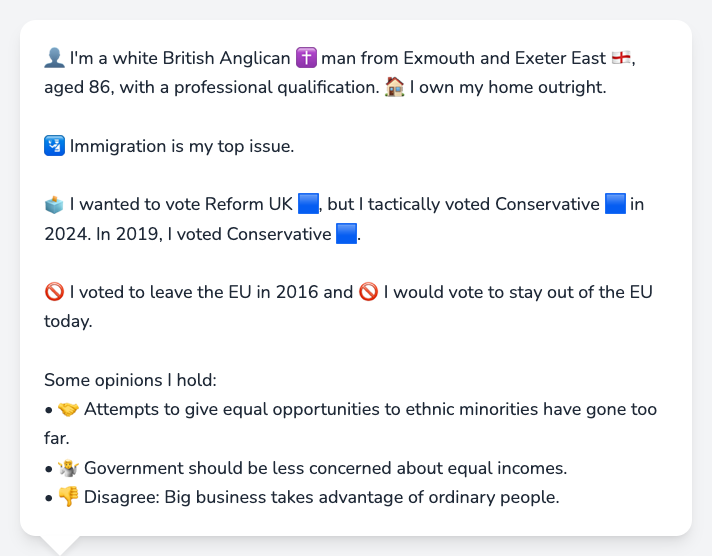 👤 I'm a white British Anglican ✝️ man from Exmouth and Exeter East 🏴󠁧󠁢󠁥󠁮󠁧󠁿,
aged 86, with a professional qualification. 🏠 I own my home outright.
🛂 Immigration is my top issue.
🗳️ I wanted to vote Reform UK 🟦, but I tactically voted Conservative 🟦 in
2024. In 2019, I voted Conservative 🟦.
🚫 I voted to leave the EU in 2016 and 🚫 I would vote to stay out of the EU
today.
Some opinions I hold:
• 🤝 Attempts to give equal opportunities to ethnic minorities have gone too
far.
• 🤷 Government should be less concerned about equal incomes.
• 👎 Disagree: Big business takes advantage of ordinary people.